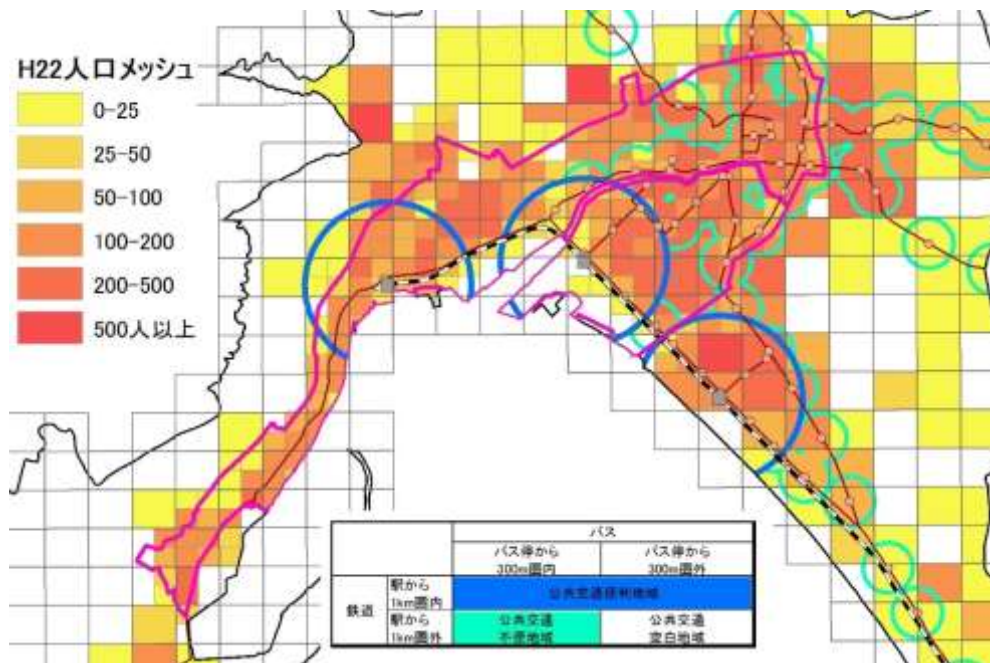 H22人口メッシュ
0-25
25-50
50-100
100-200
200-500
500人以上
バス
バス停から
300m圏内
バス停から
300m圏外
鉄道
駅から
1km圏内
公共交通便利地域
駅から
1km圏外
公共交通
不便地域
公共交通
空白地域